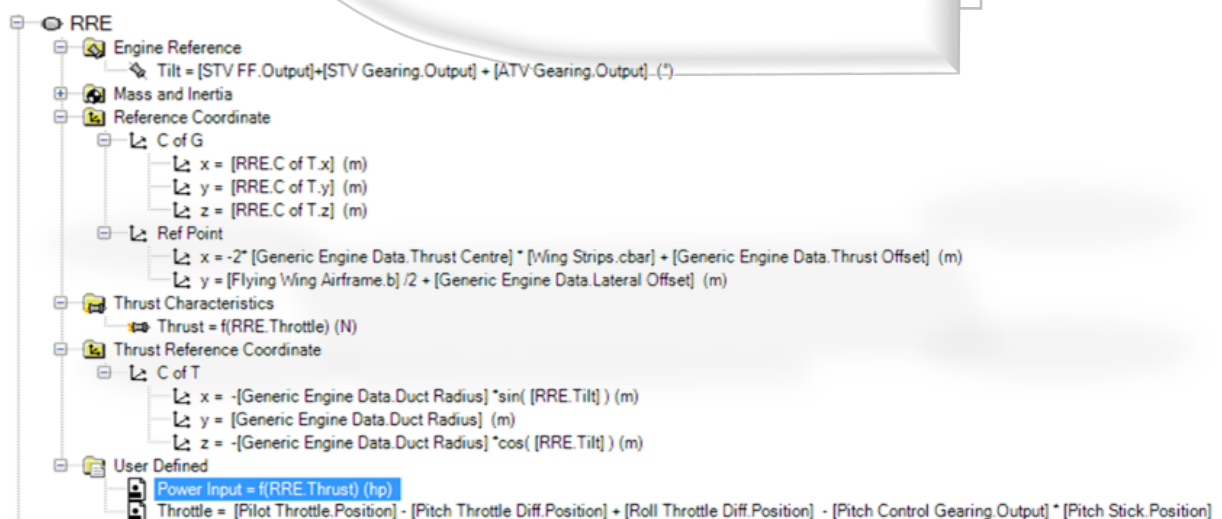 RRE
Engine Reference
Tilt = [STV FF.Output]+[STV Gearing.Output] + [ATV Gearing.Output] (°)
Mass and Inertia
Reference Coordinate
C of G
x = [RRE.C of T.x] (m)
y = [RRE.C of T.y] (m)
z = [RRE.C of T.z] (m)
Ref Point
x = -2* [Generic Engine Data.Thrust Centre] * [Wing Strips.cbar] + [Generic Engine Data.Thrust Offset] (m)
y = [Flying Wing Airframe.b] /2 + [Generic Engine Data.Lateral Offset] (m)
Thrust Characteristics
Thrust = f(RRE.Throttle) (N)
Thrust Reference Coordinate
C of T
x = -[Generic Engine Data.Duct Radius] *sin( [RRE.Tilt] ) (m)
y = [Generic Engine Data.Duct Radius] (m)
z = -[Generic Engine Data.Duct Radius] *cos( [RRE.Tilt] ) (m)
User Defined
Power Input = f(RRE.Thrust) (hp)
Throttle = [Pilot Throttle.Position] - [Pitch Throttle Diff.Position] + [Roll Throttle Diff.Position] - [Pitch Control Gearing.Output] * [Pitch Stick.Position]